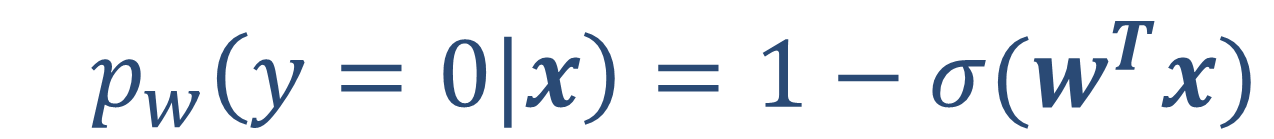 p_w(y = 0|x) = 1 − σ(w^T x)